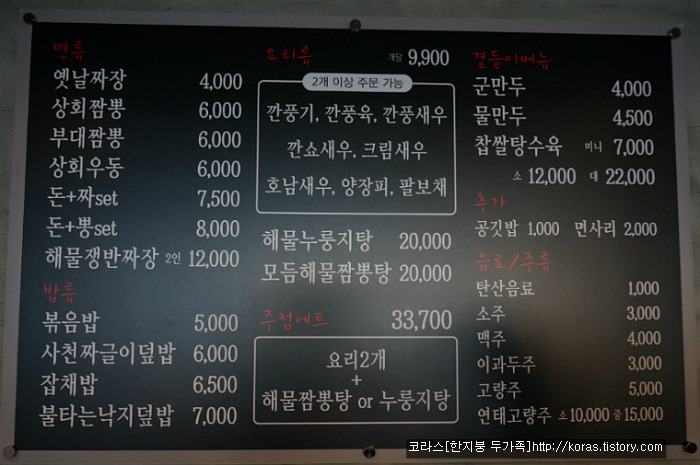 면류
옛날짜장 4,000
상회짬뽕 6,000
부대짬뽕 6,000
상회우동 6,000
돈+짜set 7,500
돈+뽕set 8,000
해물쟁반짜장 2인 12,000
밥류
볶음밥 5,000
사천짜글이덮밥 6,000
잡채밥 6,500
불타는낙지덮밥 7,000
요리류 개당 9,900
2개 이상 주문 가능
깐풍기, 깐풍육, 깐풍새우
깐쇼새우, 크림새우
호남새우, 양장피, 팔보채
해물누룽지탕 20,000
모듬해물짬뽕탕 20,000
주점세트 33,700
요리2개
+
해물짬뽕탕 or 누룽지탕
곁들이메뉴
군만두 4,000
물만두 4,500
찹쌀탕수육 미니 7,000
소 12,000 대 22,000
추가
공깃밥 1,000 면사리 2,000
음료/주류
탄산음료 1,000
소주 3,000
맥주 4,000
이과두주 3,000
고량주 5,000
연태고량주 소10,000 중15,000
코라스[한지붕 두가족]http://koras.tistory.com